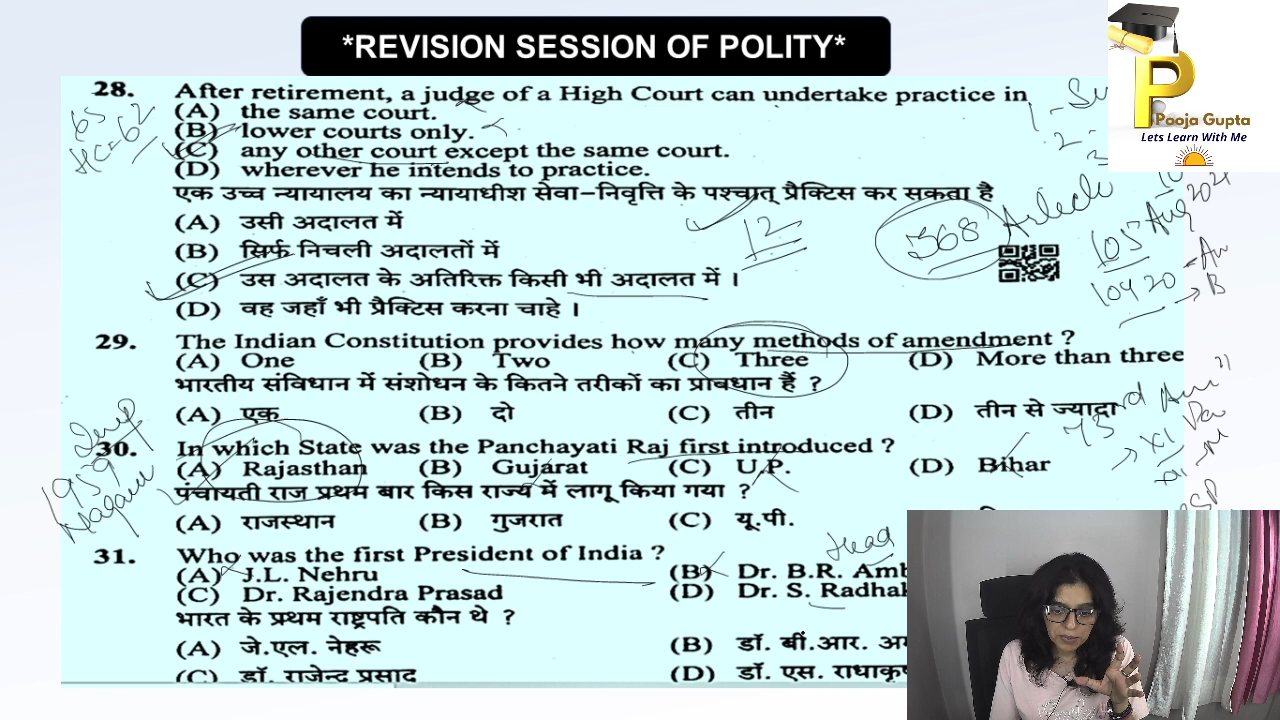 *REVISION SESSION OF POLITY*
Pooja Gupta
Lets Learn With Me
28. After retirement, a judge of a High Court can undertake practice in
(A) the same court.
(B) lower courts only.
(C) any other court except the same court.
(D) wherever he intends to practice.
एक उच्च न्यायालय का न्यायाधीश सेवा–निवृत्ति के पश्चात् प्रैक्टिस कर सकता है
(A) उसी अदालत में
(B) सिर्फ निचली अदालतों में
(C) उस अदालत के अतिरिक्त किसी भी अदालत में ।
(D) वह जहाँ भी प्रैक्टिस करना चाहे ।
65
HC=62
12
368
105
Aug
104
20
29. The Indian Constitution provides how many methods of amendment ?
(A) One (B) Two (C) Three (D) More than three
भारतीय संविधान में संशोधन के कितने तरीकों का प्रावधान हैं ?
(A) एक (B) दो (C) तीन (D) तीन से ज्यादा
73rd
30. In which State was the Panchayati Raj first introduced ?
(A) Rajasthan (B) Gujarat (C) U.P. (D) Bihar
पंचायती राज प्रथम बार किस राज्य में लागू किया गया ?
(A) राजस्थान (B) गुजरात (C) यू.पी.
1959
31. Who was the first President of India ?
Head
(A) J.L. Nehru (B) Dr. B.R. Amb
(C) Dr. Rajendra Prasad (D) Dr. S. Radhak
भारत के प्रथम राष्ट्रपति कौन थे ?
(A) जे.एल. नेहरू (B) डॉ. बी.आर. अम
(C) डॉ. राजेन्द्र प्रसाद (D) डॉ. एस. राधाकृ